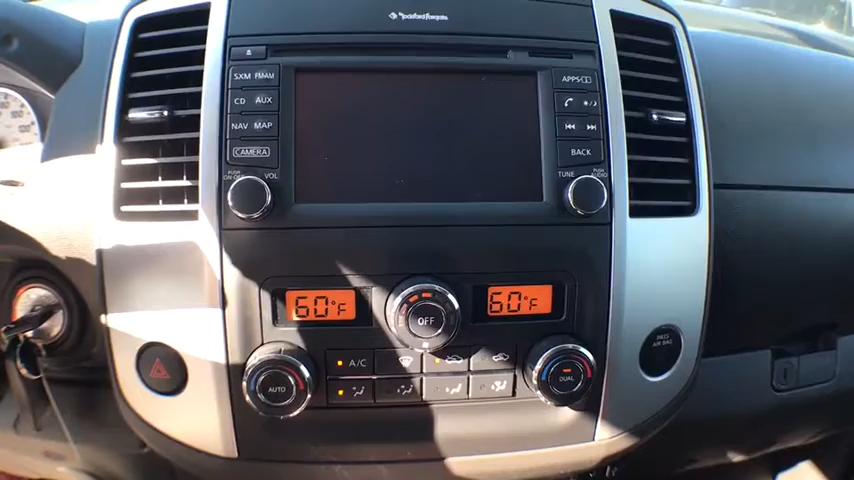 Rockford Fosgate
SXM FM/AM
CD AUX
NAV MAP
CAMERA
PUSH ON·OFF VOL
APPS
BACK
TUNE PUSH AUDIO
60°F
60°F
OFF
AUTO
A/C
DUAL
PASS AIR BAG